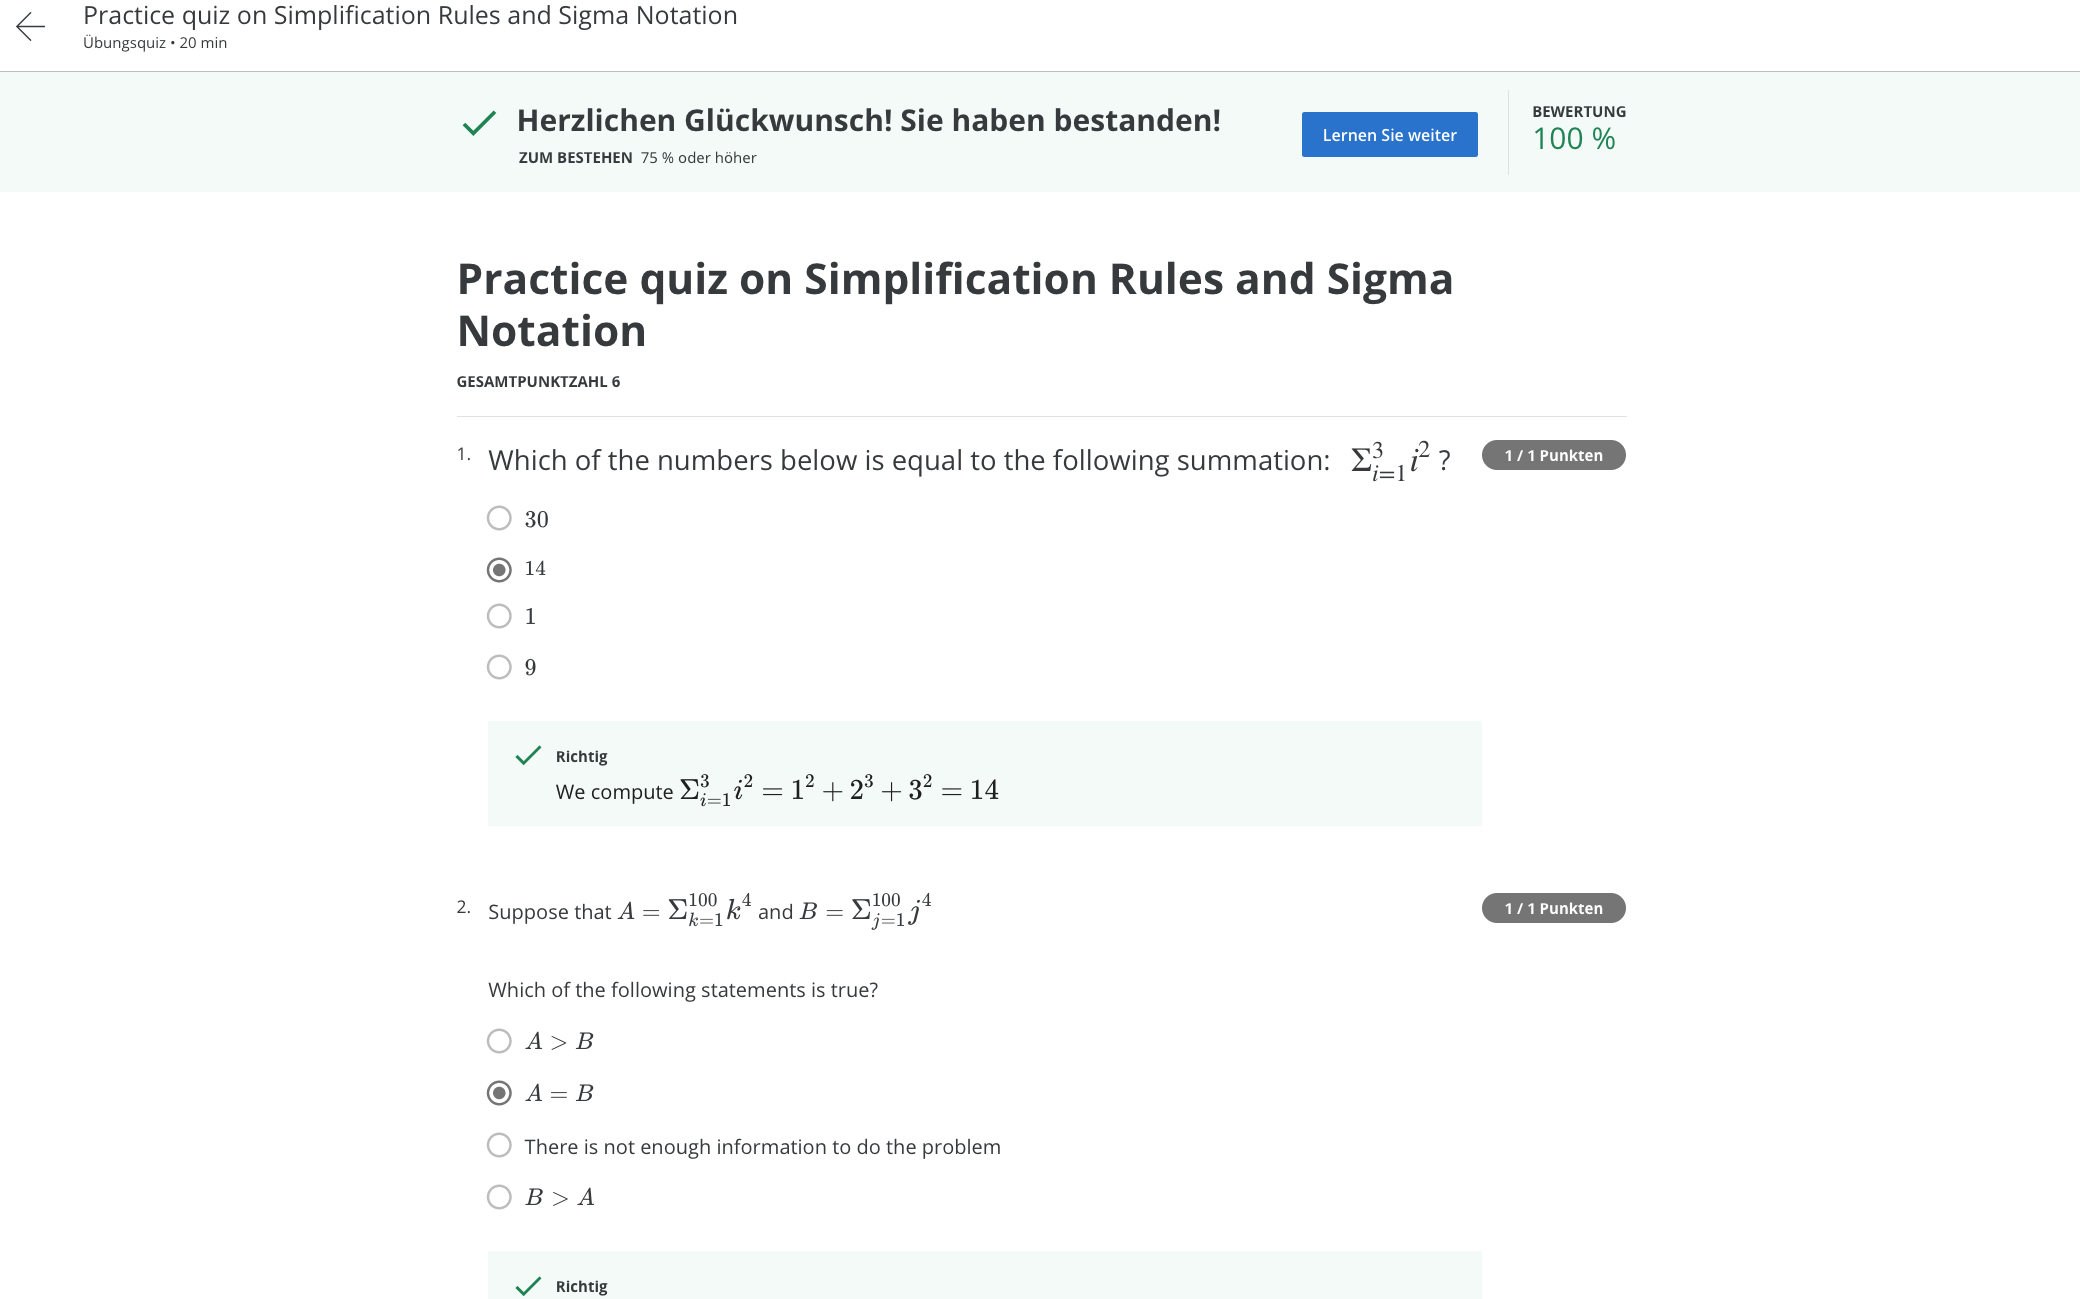 Practice quiz on Simplification Rules and Sigma Notation
Übungsquiz • 20 min
Herzlichen Glückwunsch! Sie haben bestanden!
ZUM BESTEHEN 75 % oder höher
Lernen Sie weiter
BEWERTUNG
100 %
Practice quiz on Simplification Rules and Sigma
Notation
GESAMTPUNKTZAHL 6
1. Which of the numbers below is equal to the following summation: $\Sigma_{i=1}^{3} i^2$ ?
1 / 1 Punkten
30
14
1
9
Richtig
We compute $\Sigma_{i=1}^{3} i^2 = 1^2 + 2^3 + 3^2 = 14$
2. Suppose that $A = \Sigma_{k=1}^{100} k^4$ and $B = \Sigma_{j=1}^{100} j^4$
1 / 1 Punkten
Which of the following statements is true?
$A > B$
$A = B$
There is not enough information to do the problem
$B > A$
Richtig